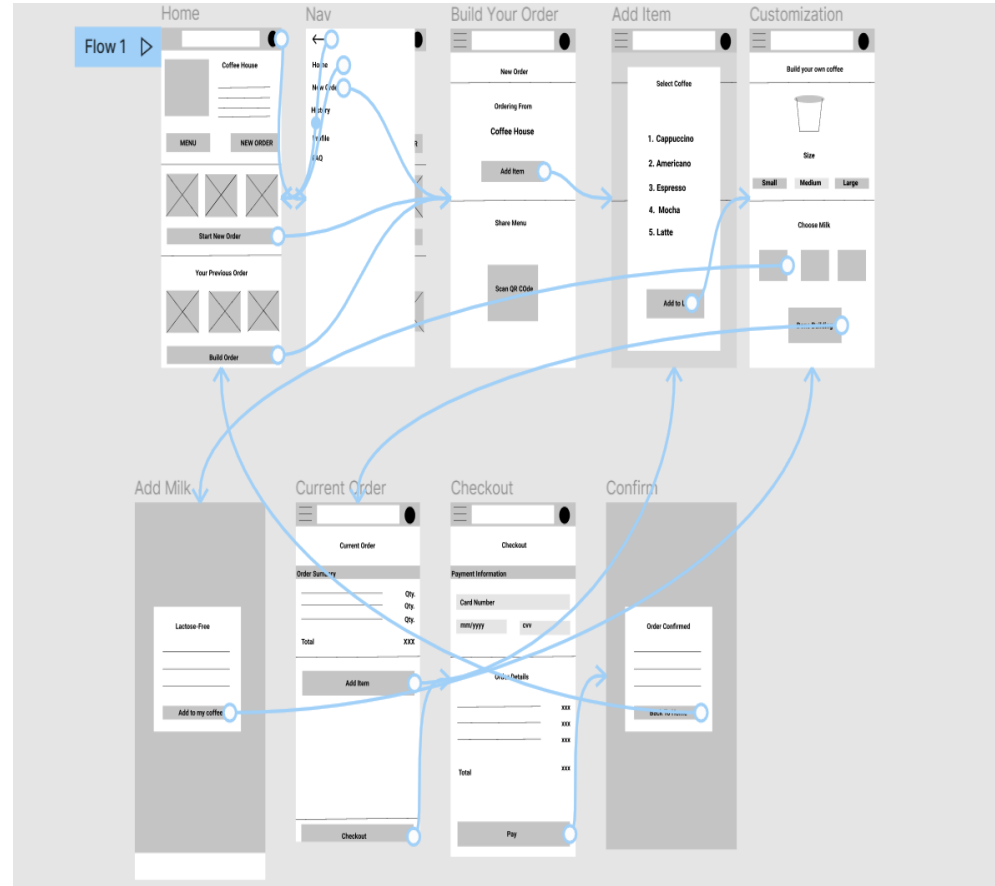 Home
Nav
Build Your Order
Add Item
Customization
Flow 1
Coffee House
MENU
NEW ORDER
Start New Order
Your Previous Order
Build Order
Home
History
FAQ
R
New Order
Ordering From
Coffee House
Add Item
Share Menu
Scan QR COde
Select Coffee
1. Cappuccino
2. Americano
3. Espresso
4. Mocha
5. Latte
Add to
Build your own coffee
Size
Small
Medium
Large
Choose Milk
Add Milk
Current Order
Checkout
Confirm
Lactose-Free
Add to my coffee
Current Order
Order Summary
Qty.
Qty.
Qty.
Total
XXX
Add Item
Checkout
Checkout
Payment Information
Card Number
mm/yyyy
cvv
Order Details
xxx
xxx
xxx
Total
xxx
Pay
Order Confirmed